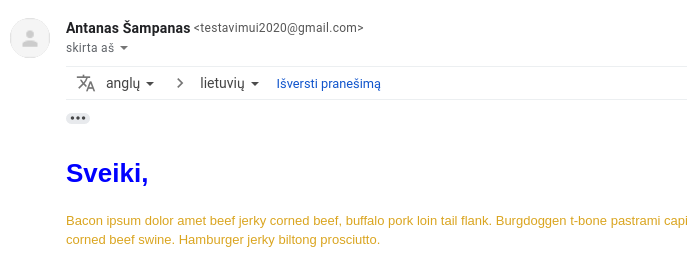 Antanas Šampanas <testavimui2020@gmail.com>
skirta aš
anglų lietuvių Išversti pranešimą
Sveiki,
Bacon ipsum dolor amet beef jerky corned beef, buffalo pork loin tail flank. Burgdoggen t-bone pastrami capi
corned beef swine. Hamburger jerky biltong prosciutto.